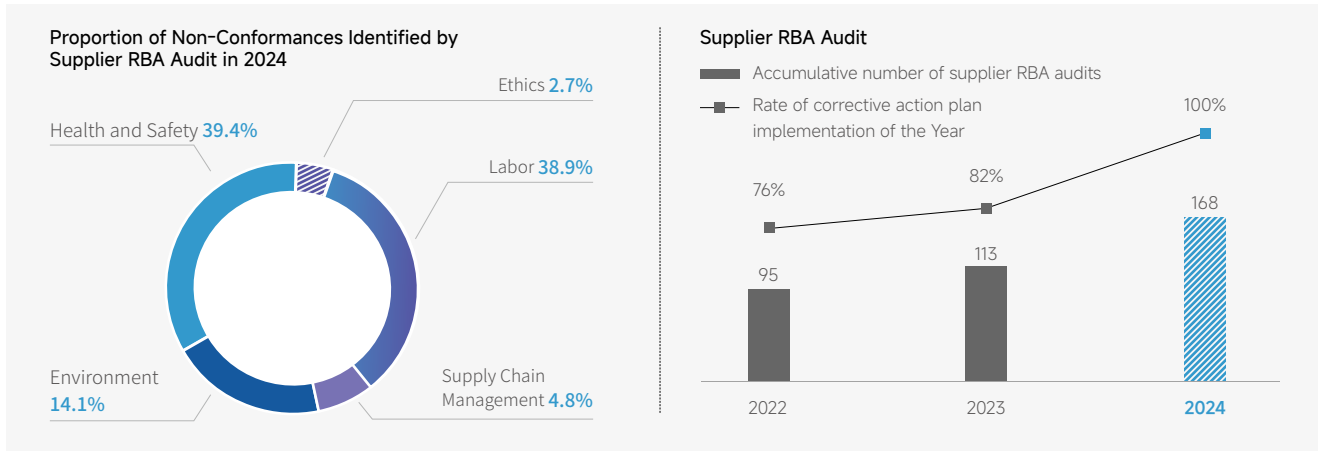 Proportion of Non-Conformances Identified by
Supplier RBA Audit in 2024
Ethics 2.7%
Health and Safety 39.4%
Labor 38.9%
Environment
14.1%
Supply Chain
Management 4.8%
Supplier RBA Audit
Accumulative number of supplier RBA audits
Rate of corrective action plan
implementation of the Year
100%
76%
82%
168
95
113
2022
2023
2024